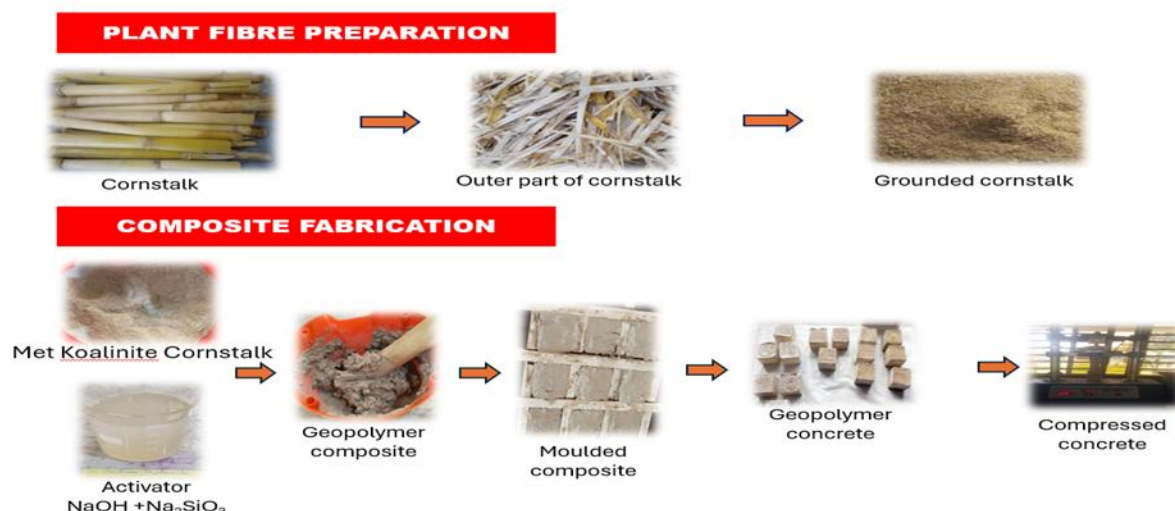 PLANT FIBRE PREPARATION
Cornstalk
Outer part of cornstalk
Grounded cornstalk
COMPOSITE FABRICATION
Met Koalinite Cornstalk
Activator
NaOH +Na₂SiO₃
Geopolymer
composite
Moulded
composite
Geopolymer
concrete
Compressed
concrete